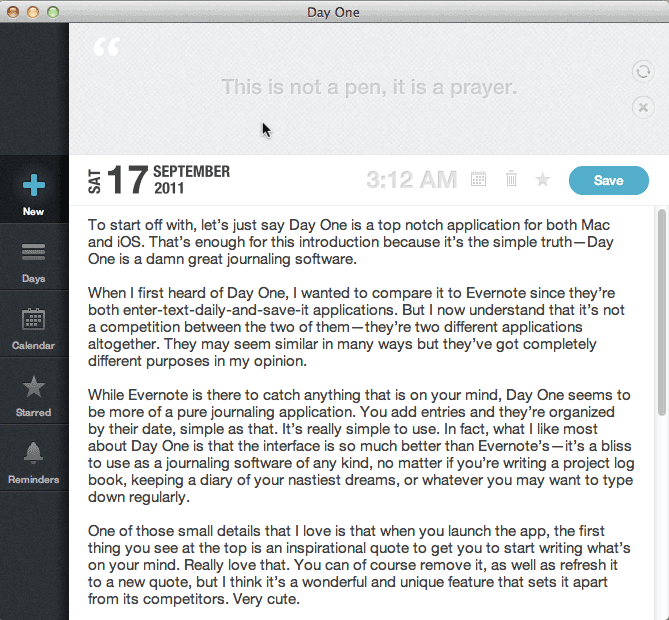 Day One
“
This is not a pen, it is a prayer.
SAT 17 SEPTEMBER 2011
3:12 AM
Save
New
Days
Calendar
Starred
Reminders
To start off with, let’s just say Day One is a top notch application for both Mac
and iOS. That’s enough for this introduction because it’s the simple truth—Day
One is a damn great journaling software.
When I first heard of Day One, I wanted to compare it to Evernote since they’re
both enter-text-daily-and-save-it applications. But I now understand that it’s not
a competition between the two of them—they’re two different applications
altogether. They may seem similar in many ways but they’ve got completely
different purposes in my opinion.
While Evernote is there to catch anything that is on your mind, Day One seems to
be more of a pure journaling application. You add entries and they’re organized
by their date, simple as that. It’s really simple to use. In fact, what I like most
about Day One is that the interface is so much better than Evernote’s—it’s a bliss
to use as a journaling software of any kind, no matter if you’re writing a project log
book, keeping a diary of your nastiest dreams, or whatever you may want to type
down regularly.
One of those small details that I love is that when you launch the app, the first
thing you see at the top is an inspirational quote to get you to start writing what’s
on your mind. Really love that. You can of course remove it, as well as refresh it
to a new quote, but I think it’s a wonderful and unique feature that sets it apart
from its competitors. Very cute.